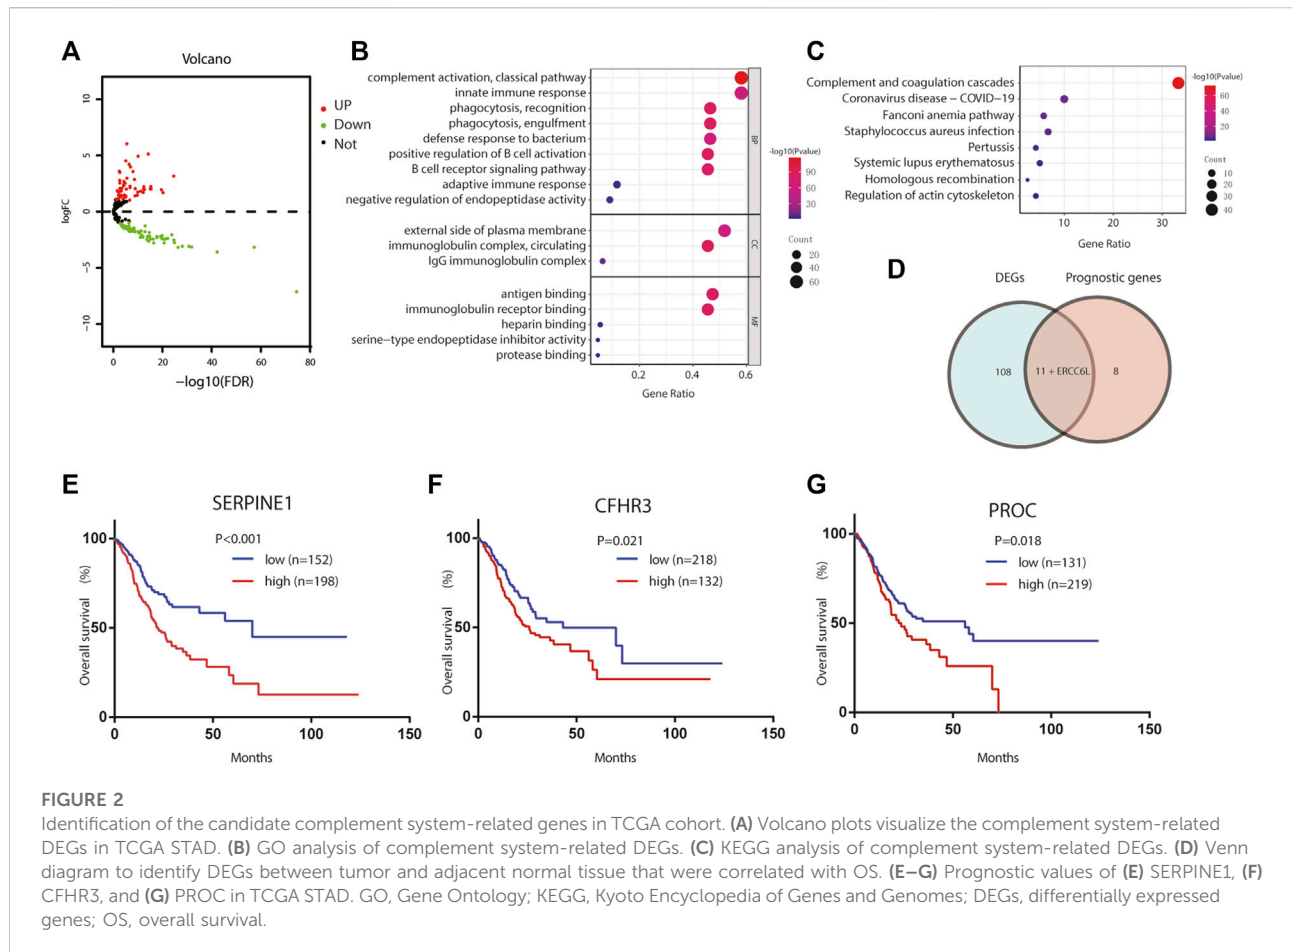 A
Volcano
10
5
0
−5
−10
logFC
0 20 40 60 80
−log10(FDR)
UP
Down
Not
B
complement activation, classical pathway
innate immune response
phagocytosis, recognition
phagocytosis, engulfment
defense response to bacterium
positive regulation of B cell activation
B cell receptor signaling pathway
adaptive immune response
negative regulation of endopeptidase activity
external side of plasma membrane
immunoglobulin complex, circulating
IgG immunoglobulin complex
antigen binding
immunoglobulin receptor binding
heparin binding
serine−type endopeptidase inhibitor activity
protease binding
BP
CC
MF
0.2 0.4 0.6
Gene Ratio
-log10(Pvalue)
90
60
30
Count
20
40
60
C
Complement and coagulation cascades
Coronavirus disease − COVID−19
Fanconi anemia pathway
Staphylococcus aureus infection
Pertussis
Systemic lupus erythematosus
Homologous recombination
Regulation of actin cytoskeleton
10 20 30
Gene Ratio
-log10(Pvalue)
60
40
20
Count
10
20
30
40
D
DEGs Prognostic genes
108 11 + ERCC6L 8
E
SERPINE1
P<0.001
low (n=152)
high (n=198)
Overall survival (%)
100
50
0
0 50 100 150
Months
F
CFHR3
P=0.021
low (n=218)
high (n=132)
Overall survival (%)
100
50
0
0 50 100 150
Months
G
PROC
P=0.018
low (n=131)
high (n=219)
Overall survival (%)
100
50
0
0 50 100 150
Months
FIGURE 2
Identification of the candidate complement system-related genes in TCGA cohort. (A) Volcano plots visualize the complement system-related
DEGs in TCGA STAD. (B) GO analysis of complement system-related DEGs. (C) KEGG analysis of complement system-related DEGs. (D) Venn
diagram to identify DEGs between tumor and adjacent normal tissue that were correlated with OS. (E–G) Prognostic values of (E) SERPINE1, (F)
CFHR3, and (G) PROC in TCGA STAD. GO, Gene Ontology; KEGG, Kyoto Encyclopedia of Genes and Genomes; DEGs, differentially expressed
genes; OS, overall survival.